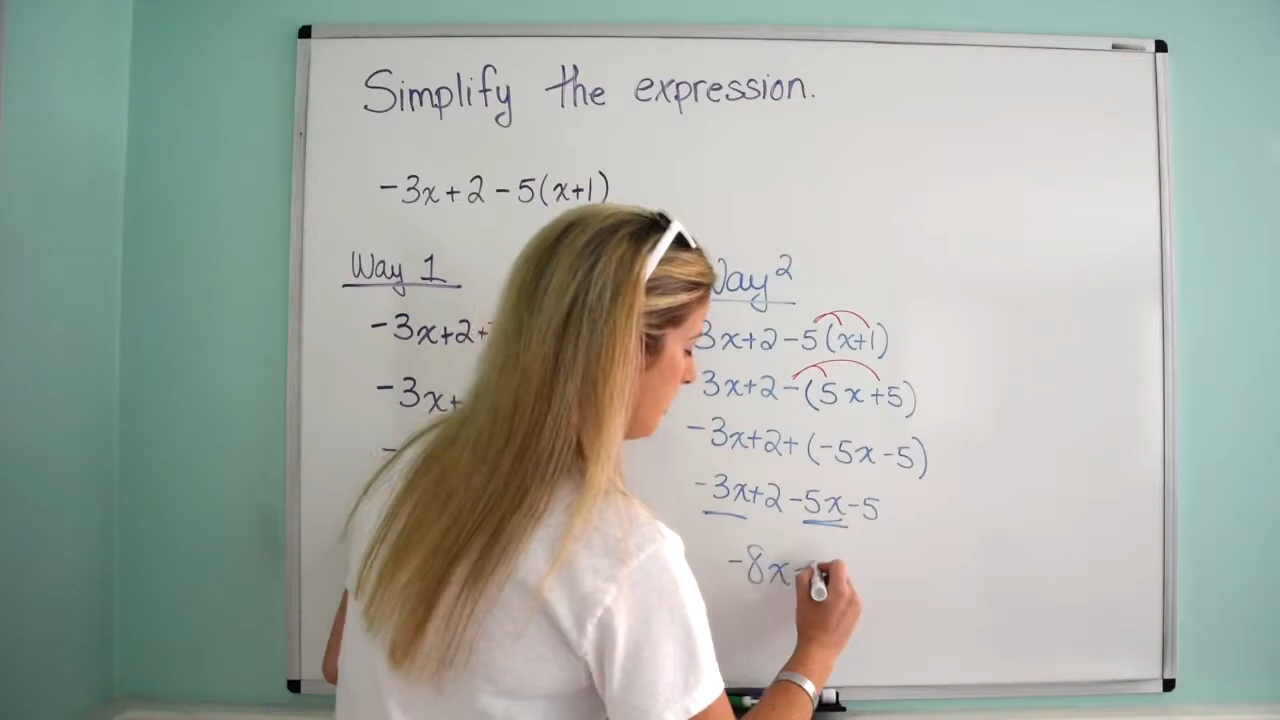 Simplify the expression.
-3x+2-5(x+1)
Way 1
-3x+2+
-3x+
-
Way 2
3x+2-5(x+1)
3x+2-(5x+5)
-3x+2+(-5x-5)
-3x+2-5x-5
-8x-